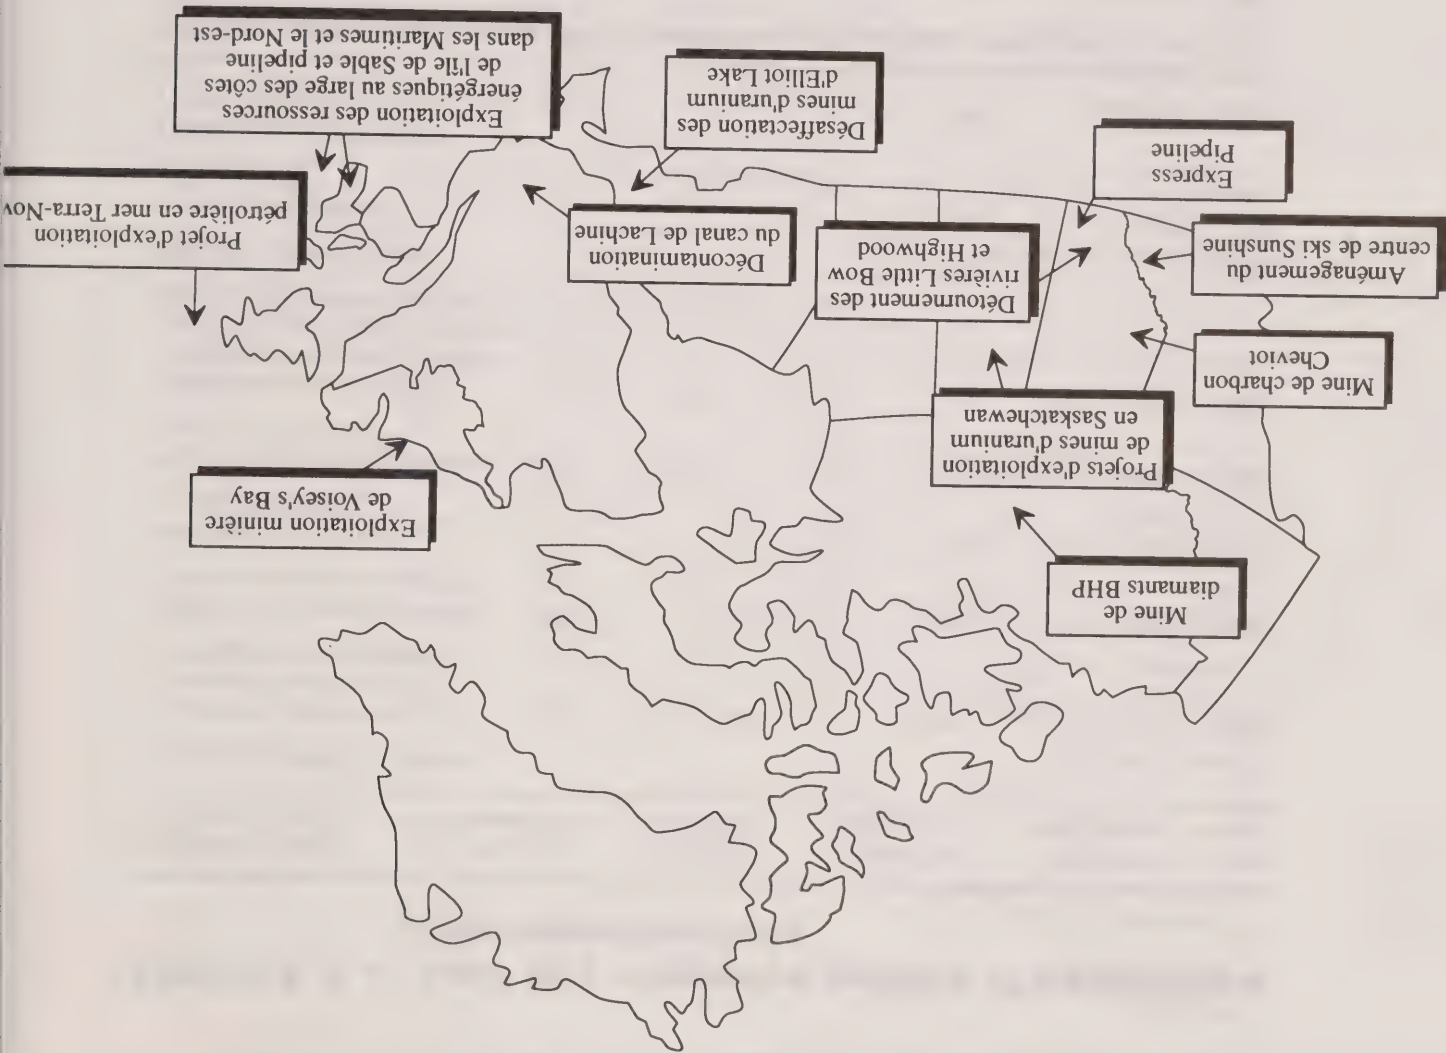 Mine de
diamants BHP
Exploitation minière
de Voisey's Bay
Projets d'exploitation
de mines d'uranium
en Saskatchewan
Mine de charbon
Cheviot
Aménagement du
centre de ski Sunshine
Détournement des
rivières Little Bow
et Highwood
Décontamination
du canal de Lachine
Projet d'exploitation
pétrolière en mer Terra-Nov
Express
Pipeline
Désaffectation des
mines d'uranium
d'Elliot Lake
Exploitation des ressources
énergétiques au large des côtes
de l'île de Sable et pipeline
dans les Maritimes et le Nord-est